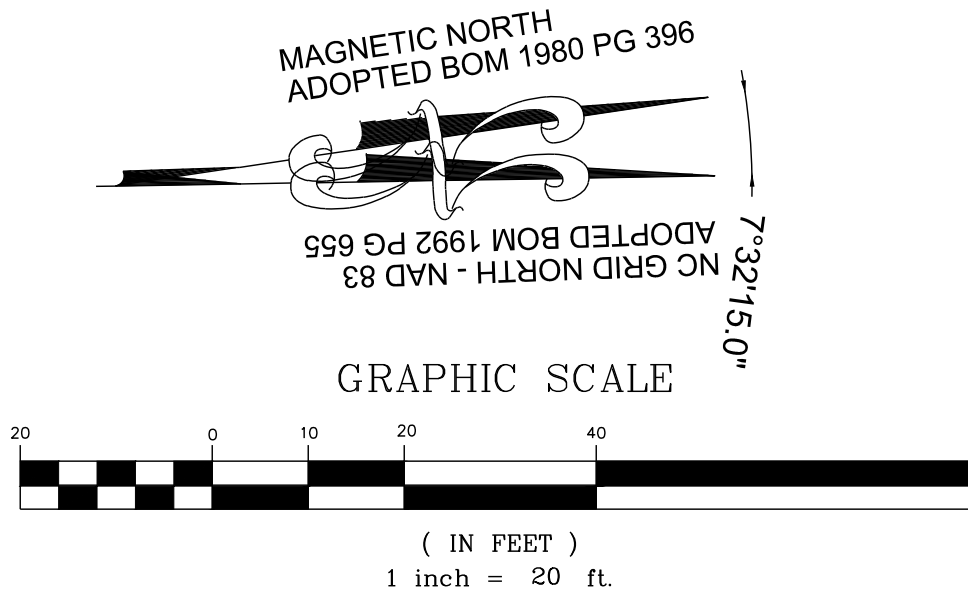 MAGNETIC NORTH
ADOPTED BOM 1980 PG 396
NC GRID NORTH - NAD 83
ADOPTED BOM 1992 PG 655
7°32'15.0"
GRAPHIC SCALE
20 0 10 20 40
( IN FEET )
1 inch = 20 ft.